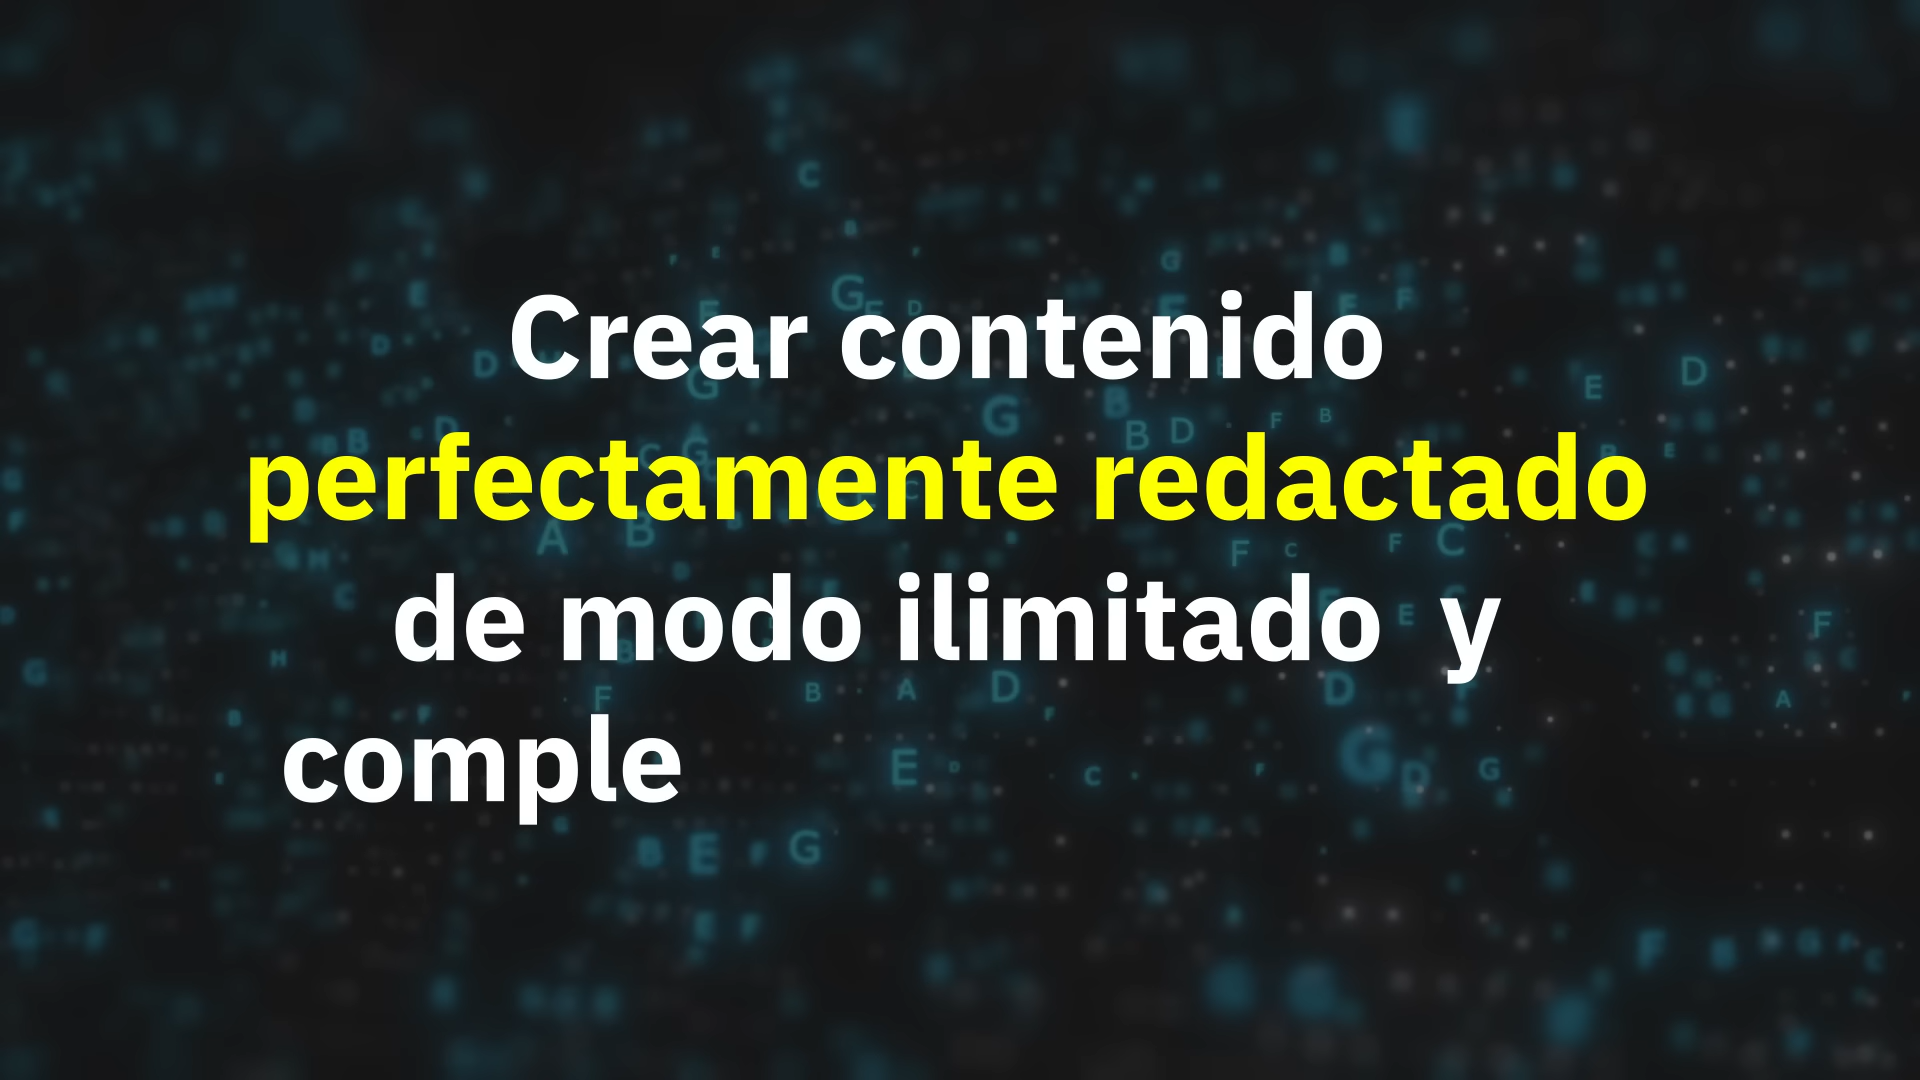 Crear contenido
perfectamente redactado
de modo ilimitado y
comple